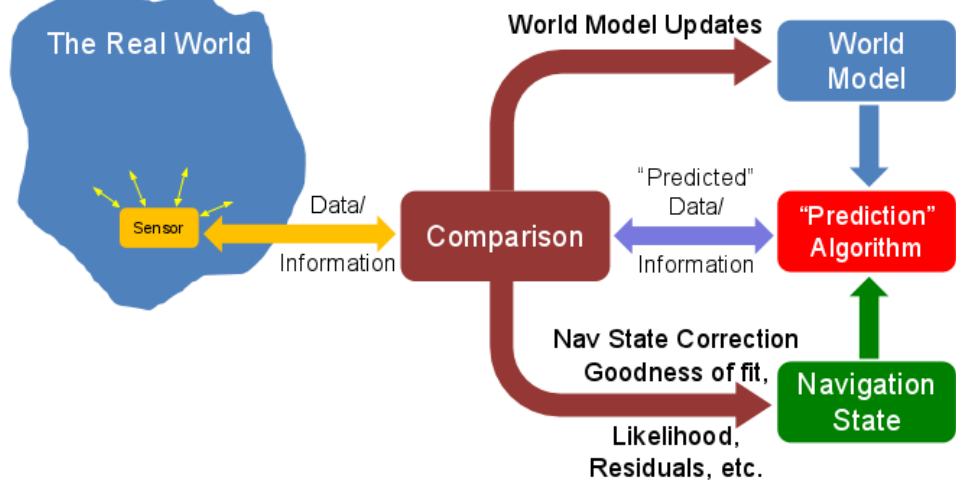 The Real World
Sensor
Data/
Information
Comparison
World Model Updates
World
Model
“Predicted”
Data/
Information
“Prediction”
Algorithm
Nav State Correction
Goodness of fit,
Likelihood,
Residuals, etc.
Navigation
State